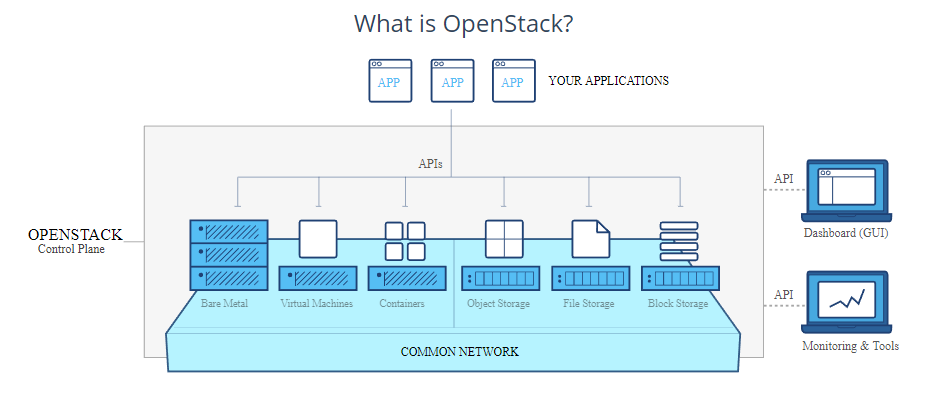 What is OpenStack?
APP APP APP YOUR APPLICATIONS
APIs
API
Dashboard (GUI)
OPENSTACK
Control Plane
Bare Metal Virtual Machines Containers Object Storage File Storage Block Storage
API
Monitoring & Tools
COMMON NETWORK